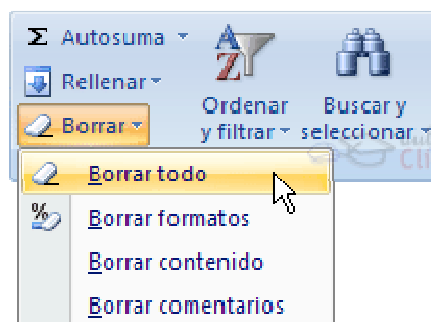 Σ Autosuma
Rellenar
Borrar
Ordenar
y filtrar
Buscar y
seleccionar
Borrar todo
Borrar formatos
Borrar contenido
Borrar comentarios